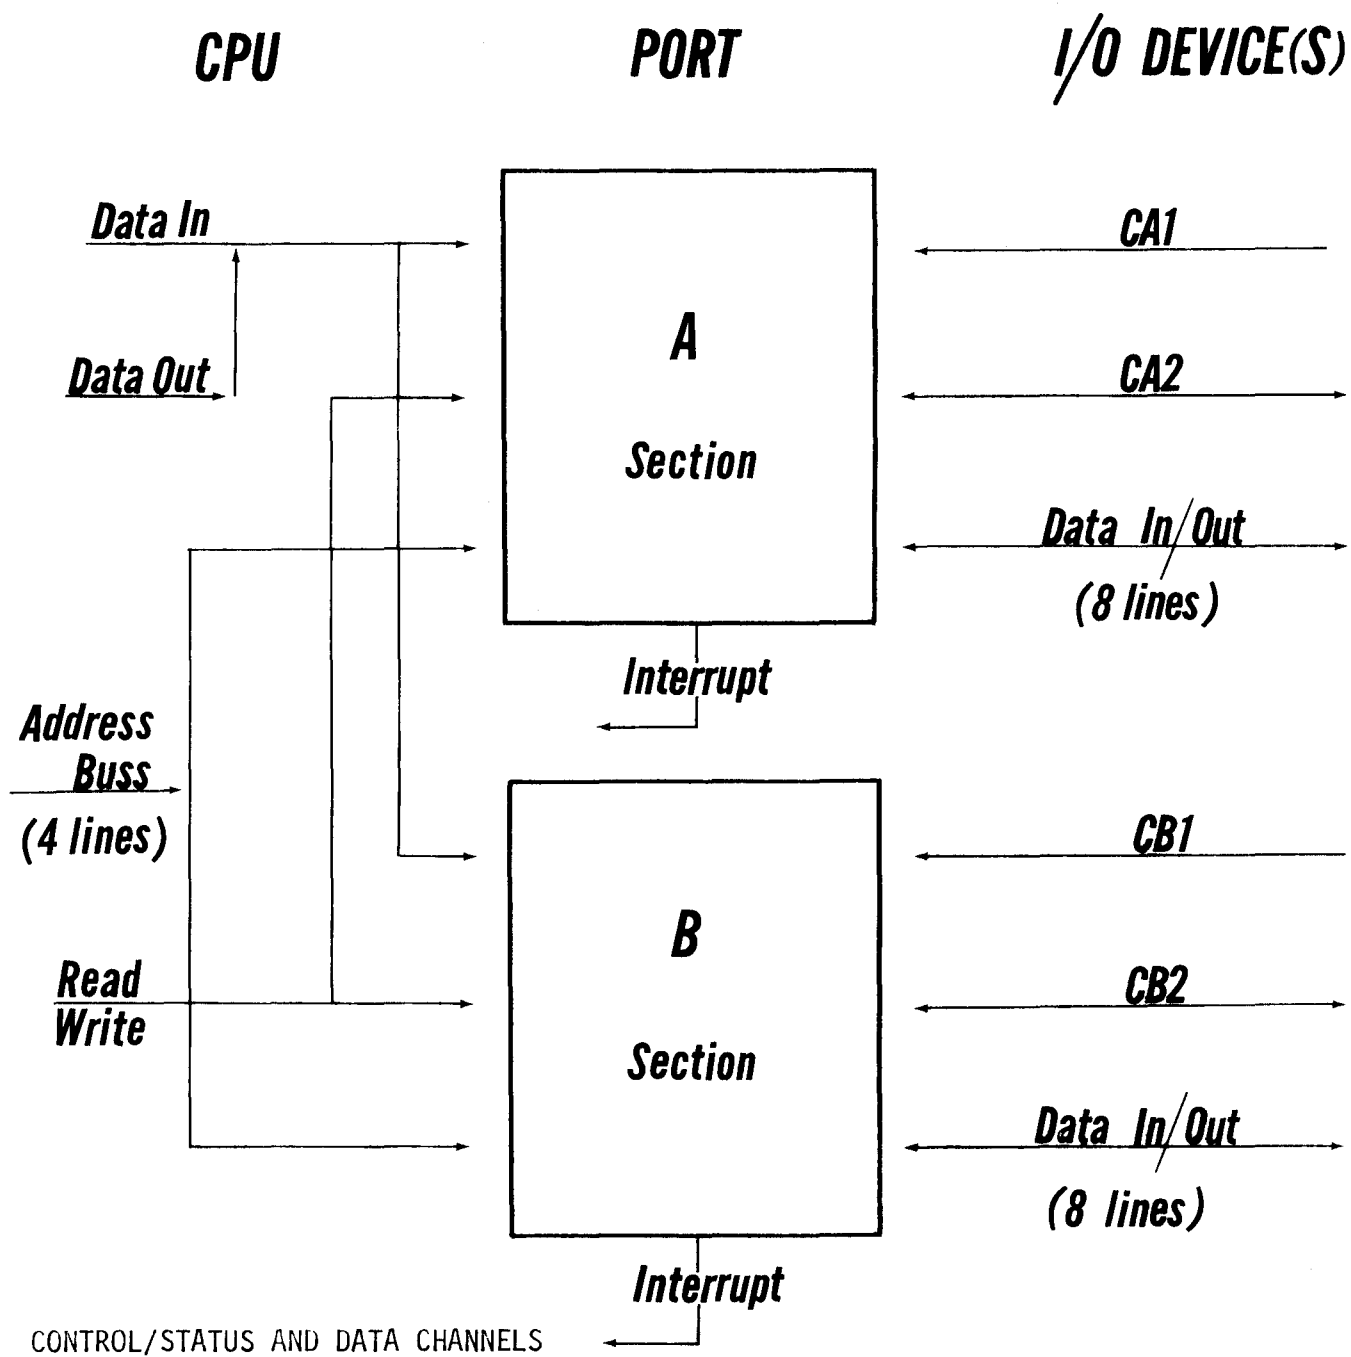 CPU PORT I/O DEVICE(S)
Data In
CA1
A
Data Out
CA2
Section
Data In/Out
(8 lines)
Interrupt
Address
Buss
(4 lines)
CB1
B
Read
Write
CB2
Section
Data In/Out
(8 lines)
Interrupt
CONTROL/STATUS AND DATA CHANNELS